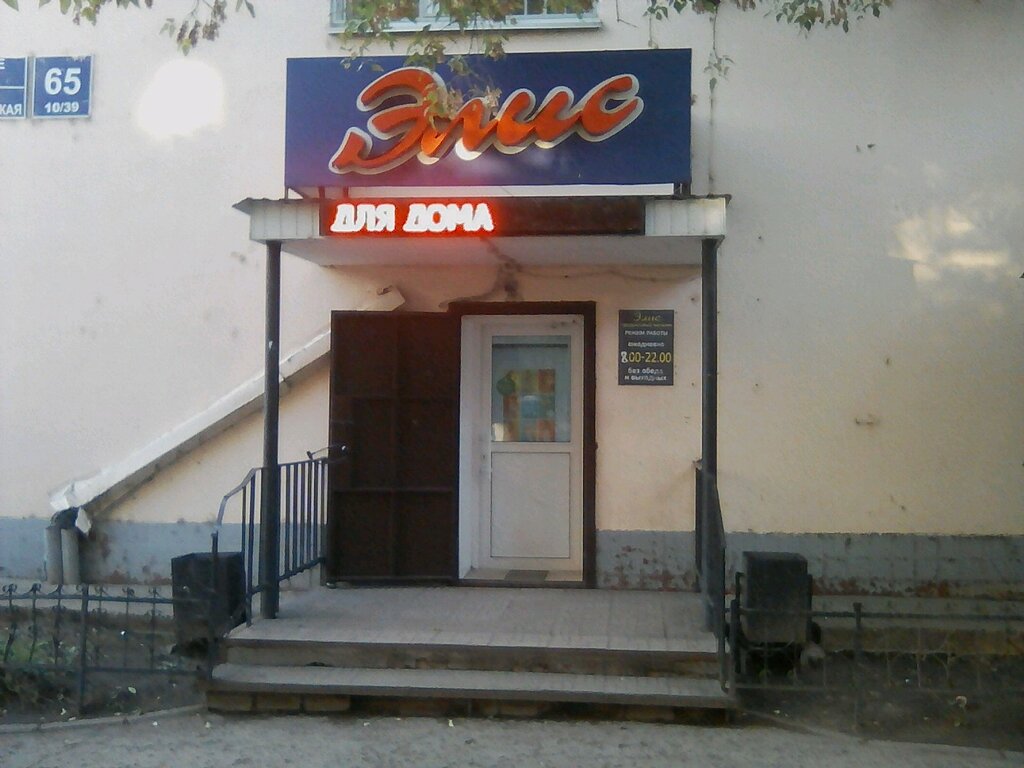 Е
КАЯ
65
10/39
Элис
ДЛЯ ДОМА
Элис
РЕЖИМ РАБОТЫ
ежедневно
8.00-22.00
без обеда
и выходных